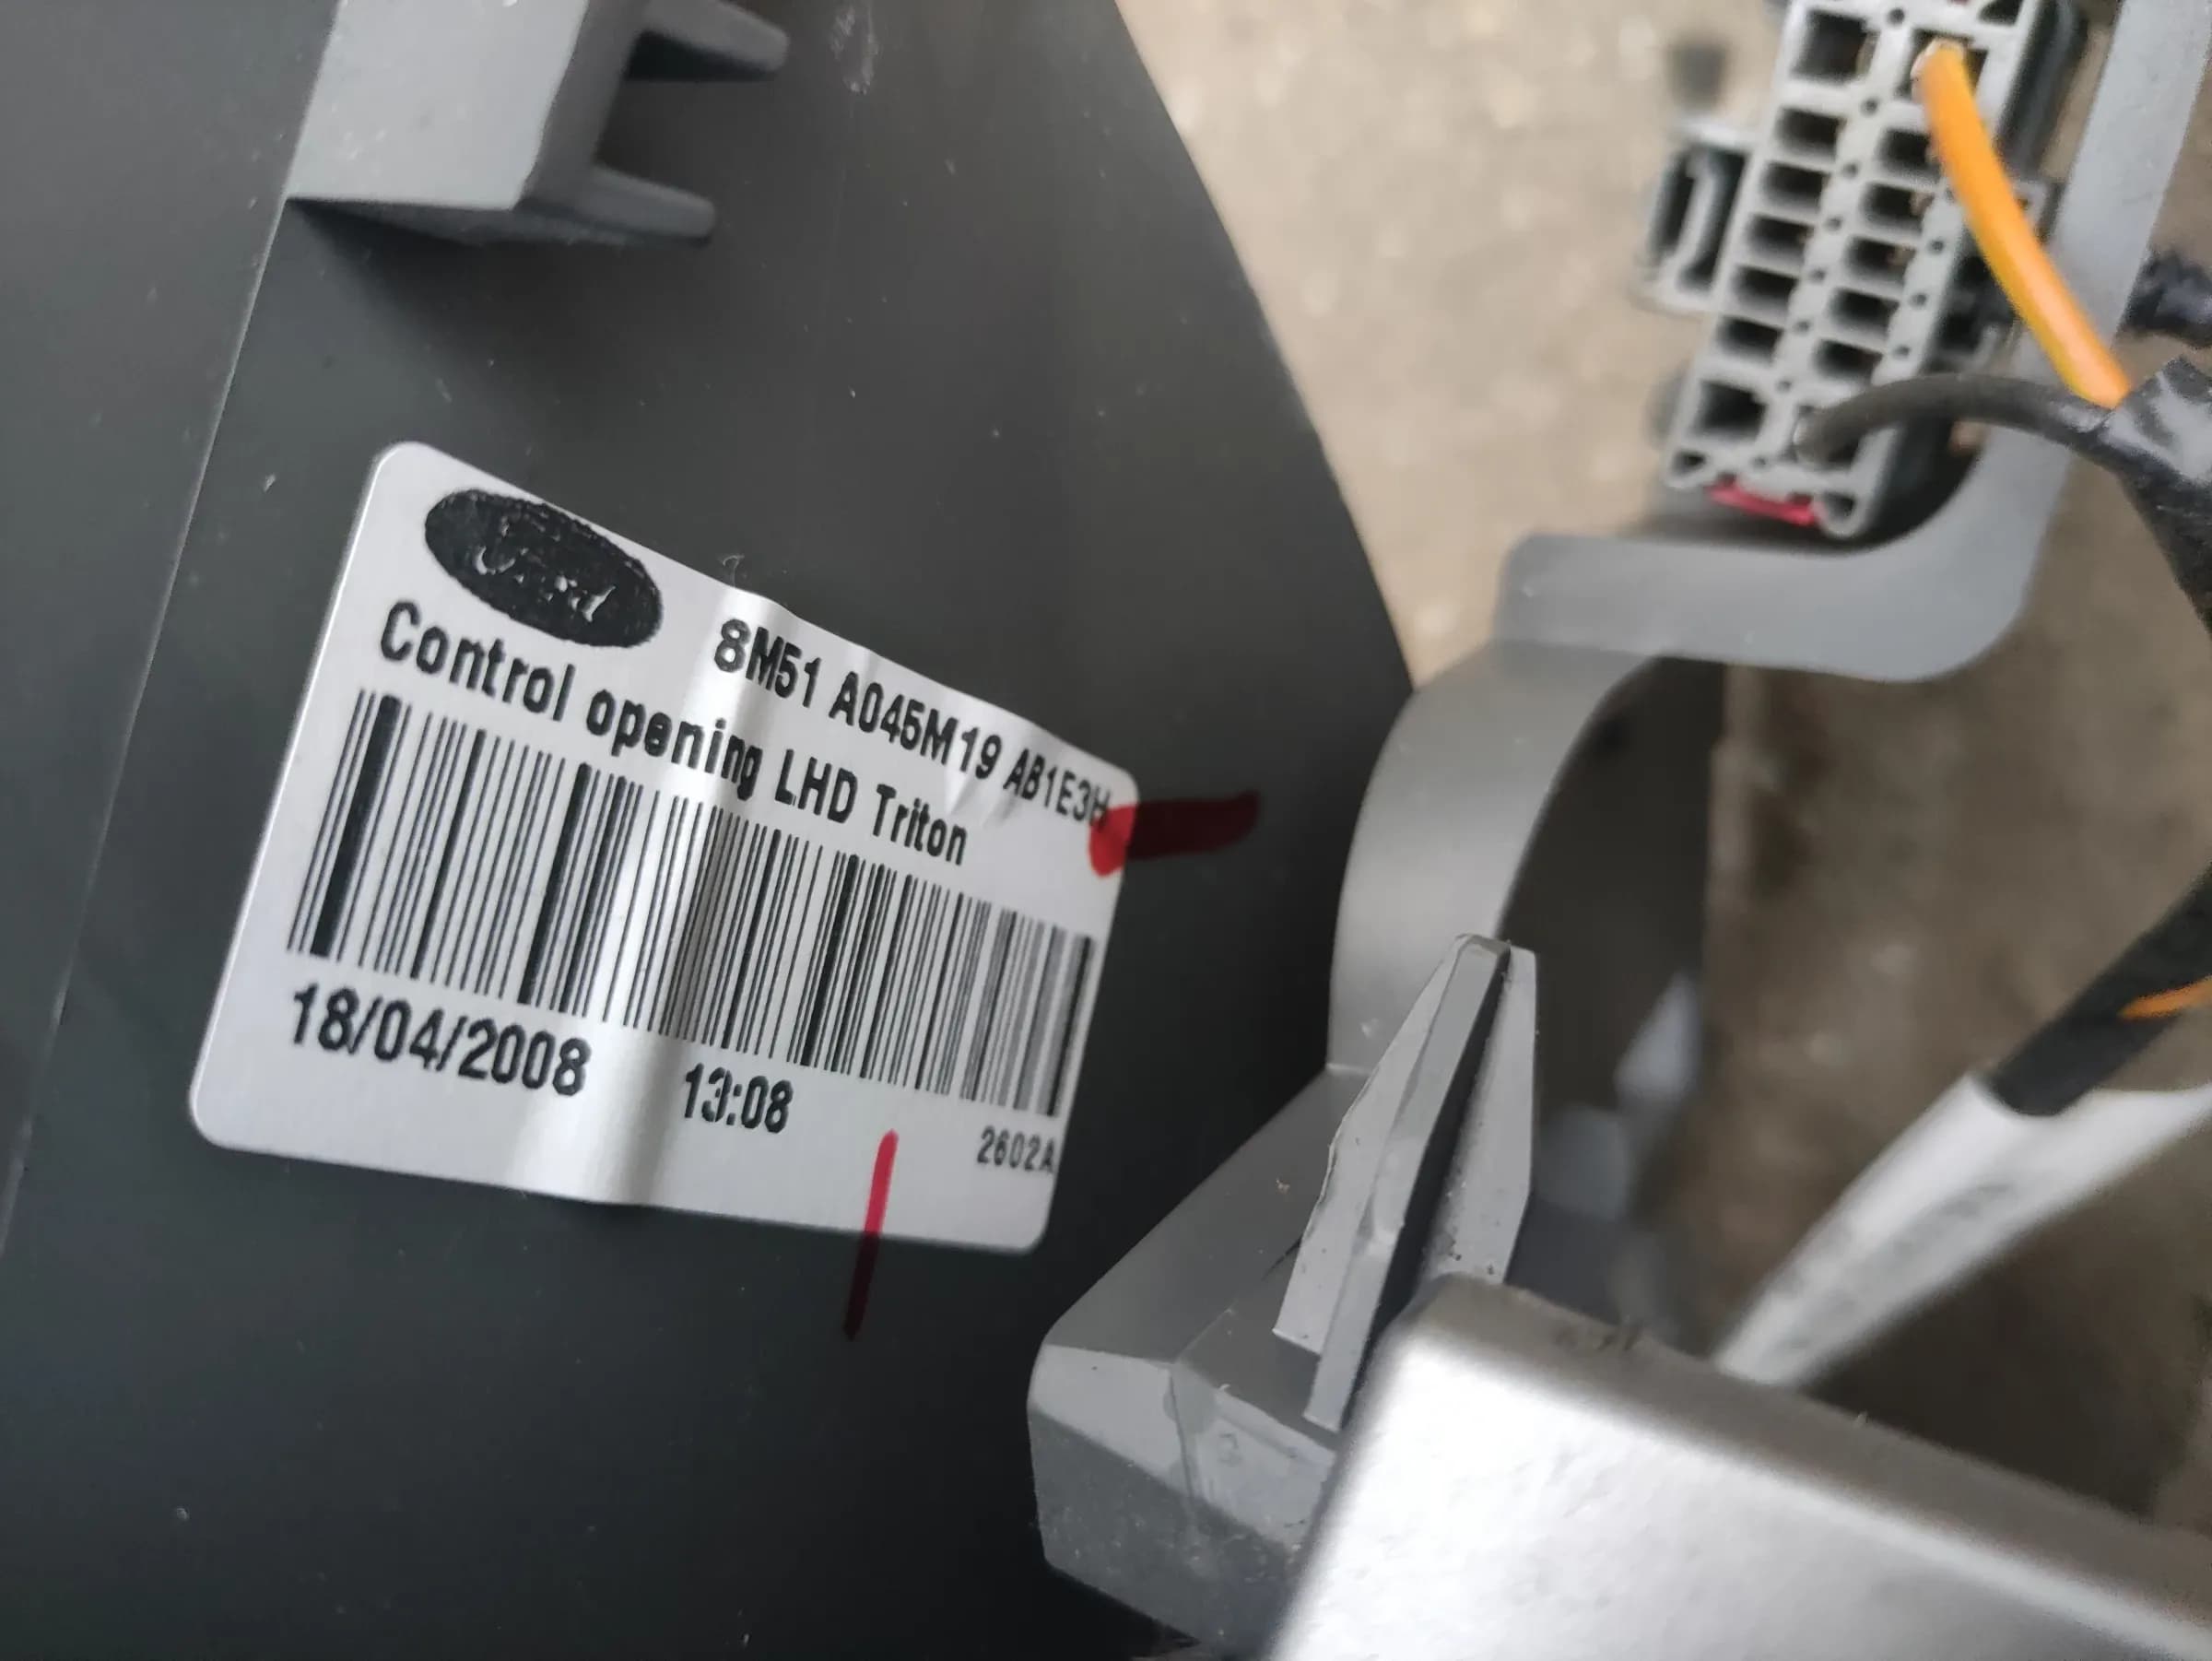 Ford
8M51 A045M19 AB1E3H
Control opening LHD Triton
18/04/2008 13:08
2602A